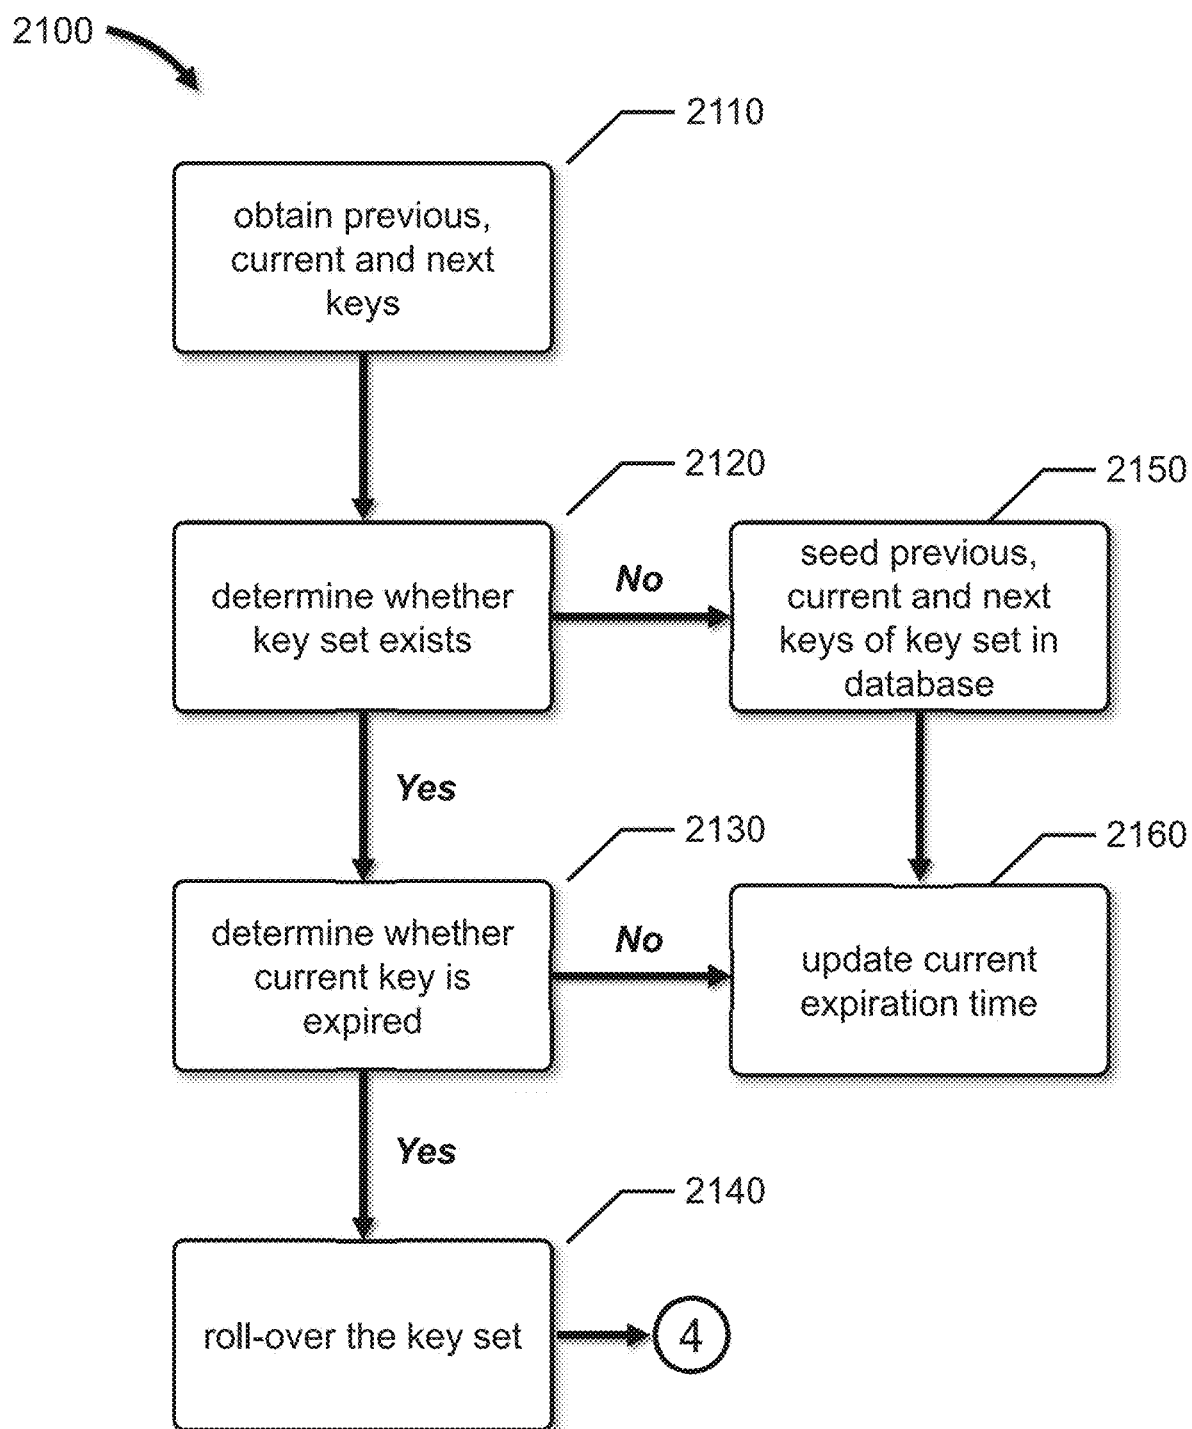 2100
2110
obtain previous,
current and next
keys
2120
2150
determine whether
key set exists
No
seed previous,
current and next
keys of key set in
database
Yes
2130
2160
determine whether
current key is
expired
No
update current
expiration time
Yes
2140
roll-over the key set
4